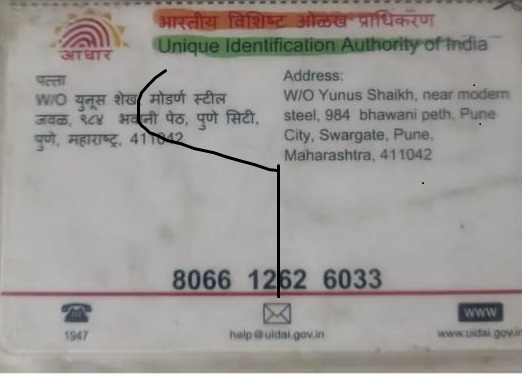 भारतीय विशिष्ट ओळख प्राधिकरण
Unique Identification Authority of India
आधार
पत्ता
W/O युनूस शेख, मोडर्ण स्टील
जवळ, ९८४ भवानी पेठ, पुणे सिटी,
पुणे, महाराष्ट्र, 411042
Address:
W/O Yunus Shaikh, near modern
steel, 984 bhawani peth, Pune
City, Swargate, Pune,
Maharashtra, 411042
8066 1262 6033
1947
help@uidai.gov.in
www
www.uidai.gov.in